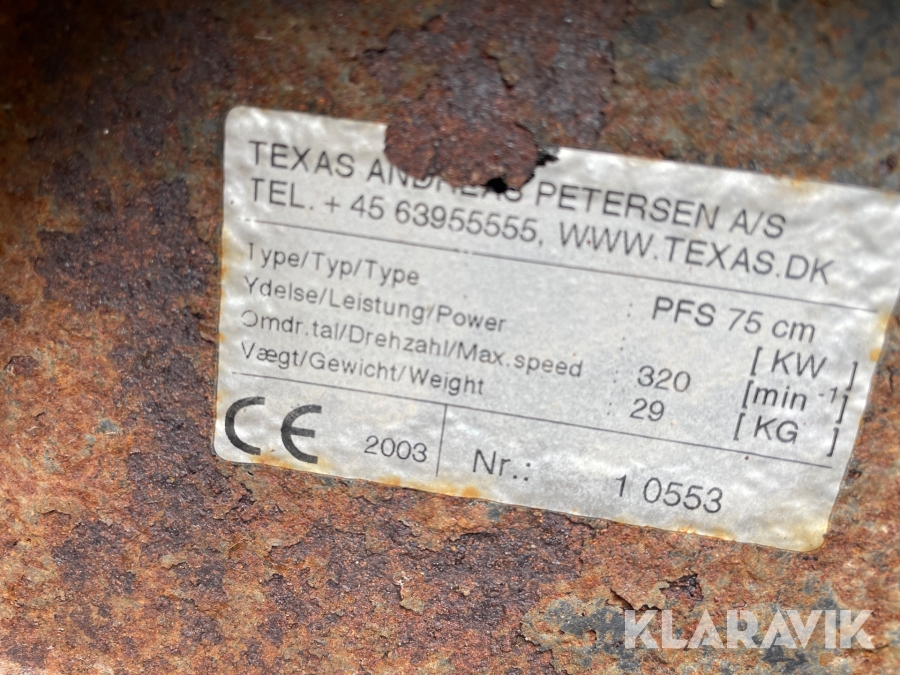 TEXAS ANDREAS PETERSEN A/S
TEL. + 45 63955555, WWW.TEXAS.DK
Type/Typ/Type : PFS 75 cm
Ydelse/Leistung/Power [ KW ]
Omdr.tal/Drehzahl/Max.speed : 320 [min -1]
Vægt/Gewicht/Weight : 29 [ KG ]
CE 2003 Nr.: 1 0553
KLARAVIK